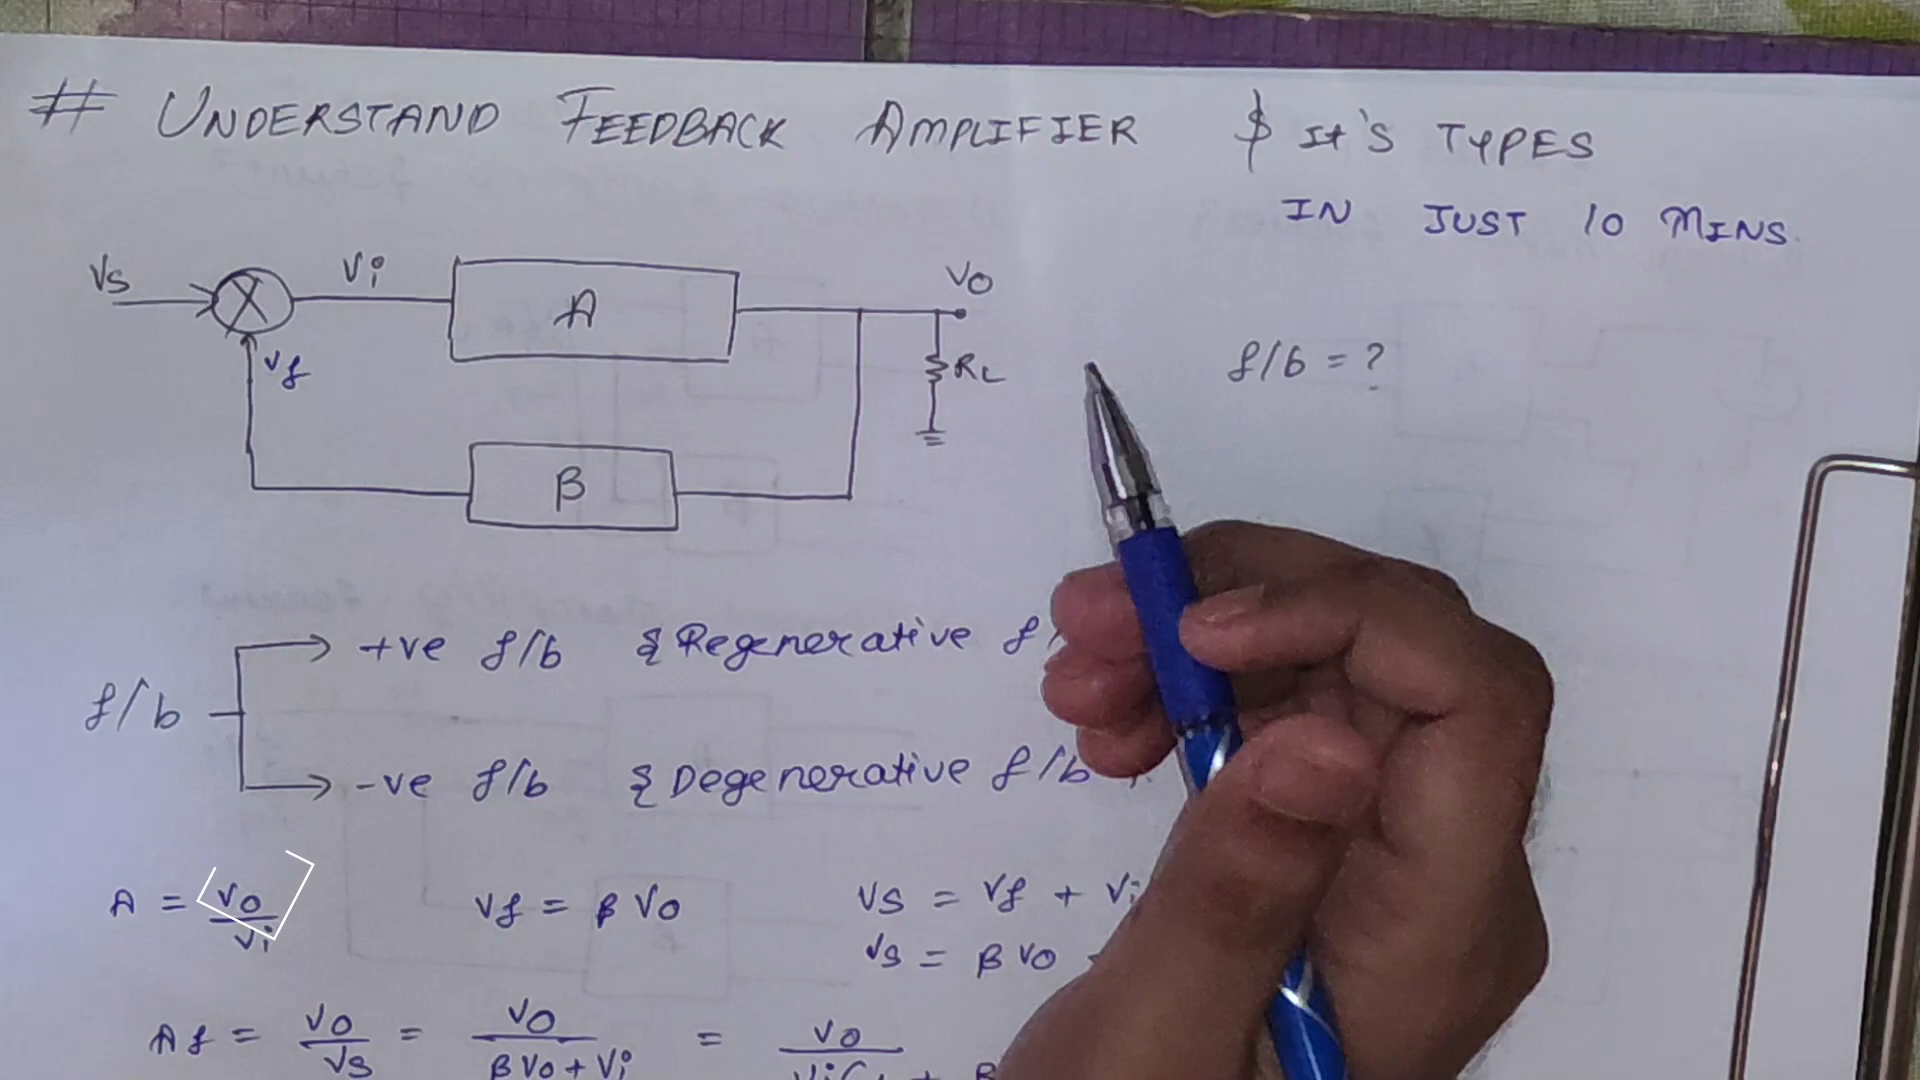 # UNDERSTAND FEEDBACK AMPLIFIER $ It's TYPES
IN JUST 10 MINS.
Vs Vi A Vo
Vf RL
f/b = ?
β
+ve f/b { Regenerative f/
f/b
-ve f/b { Degenerative f/b }
A = Vo/Vi Vf = β Vo Vs = Vf + Vi
Vs = β Vo
Af = Vo/Vs = Vo/βVo + Vi = Vo